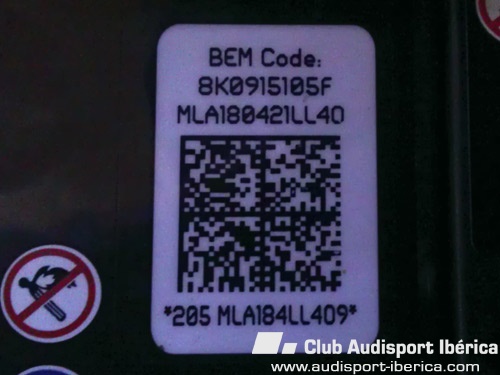 BEM Code:
8K0915105F
MLA180421LL40
*205 MLA184LL409*
Club Audisport Ibérica
www.audisport-iberica.com